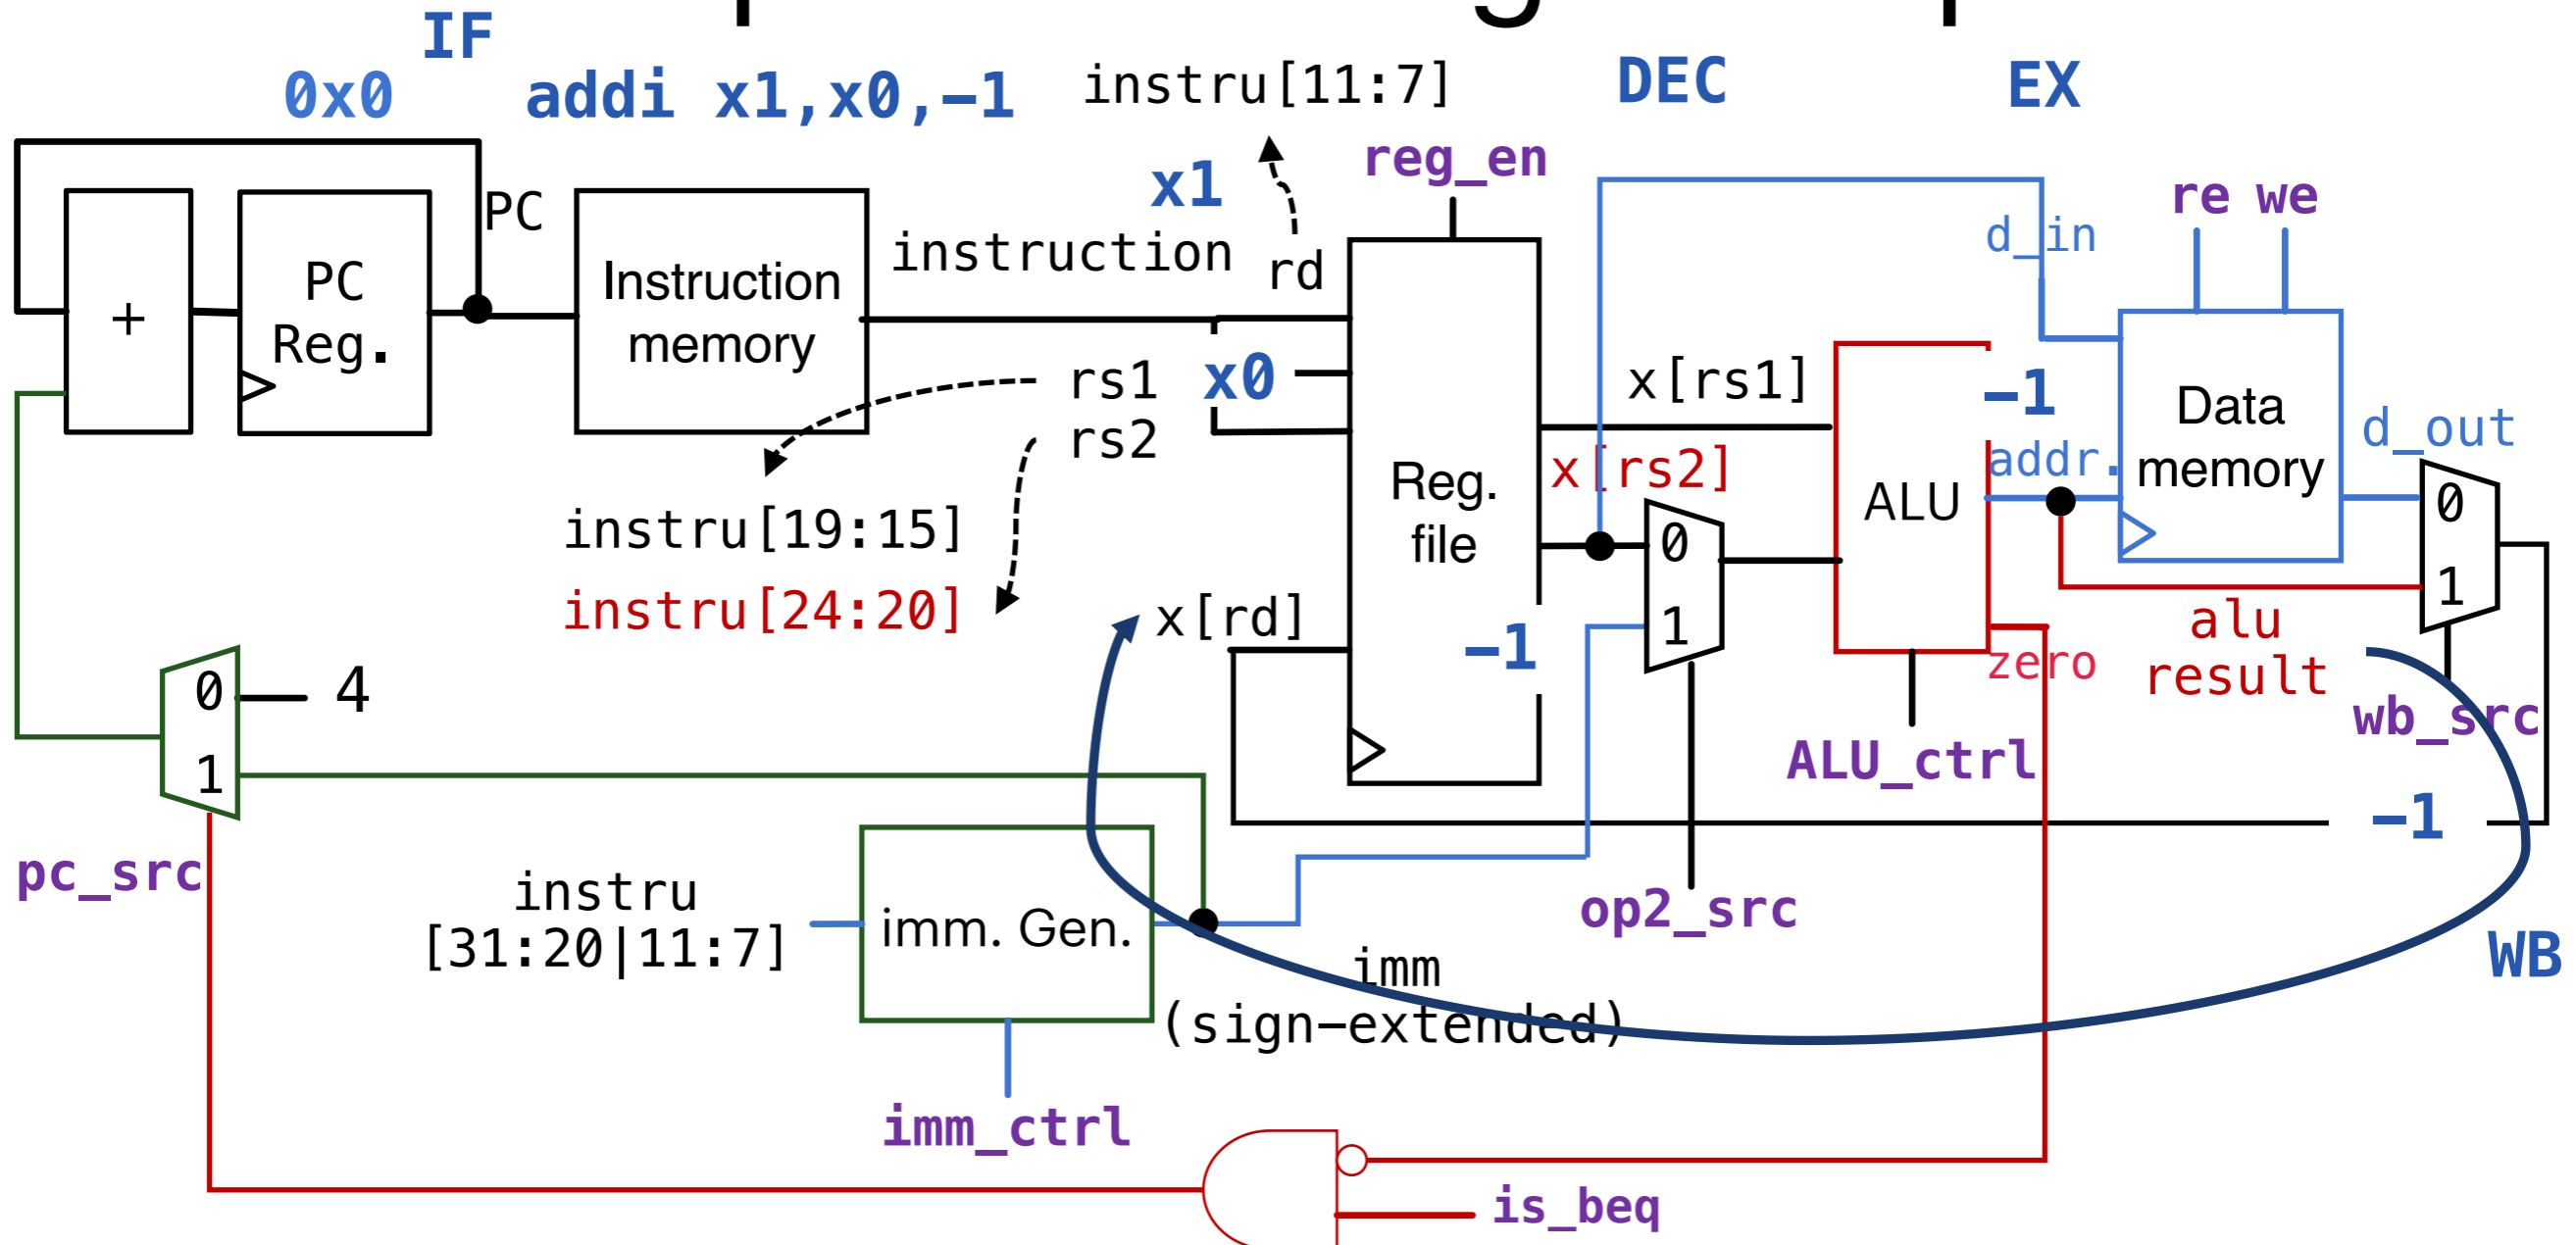 IF
0x0
addi x1,x0,−1
instru[11:7]
DEC
EX
x1
reg_en
re we
PC
d_in
instruction
rd
+
PC
Reg.
Instruction
memory
rs1
x0
rs2
x[rs1]
−1
Data
memory
d_out
x[rs2]
addr.
Reg.
file
ALU
0
1
0
1
instru[19:15]
instru[24:20]
x[rd]
−1
zero
alu
result
wb_src
0
1
4
ALU_ctrl
−1
pc_src
instru
[31:20|11:7]
imm. Gen.
op2_src
WB
imm
(sign−extended)
imm_ctrl
is_beq